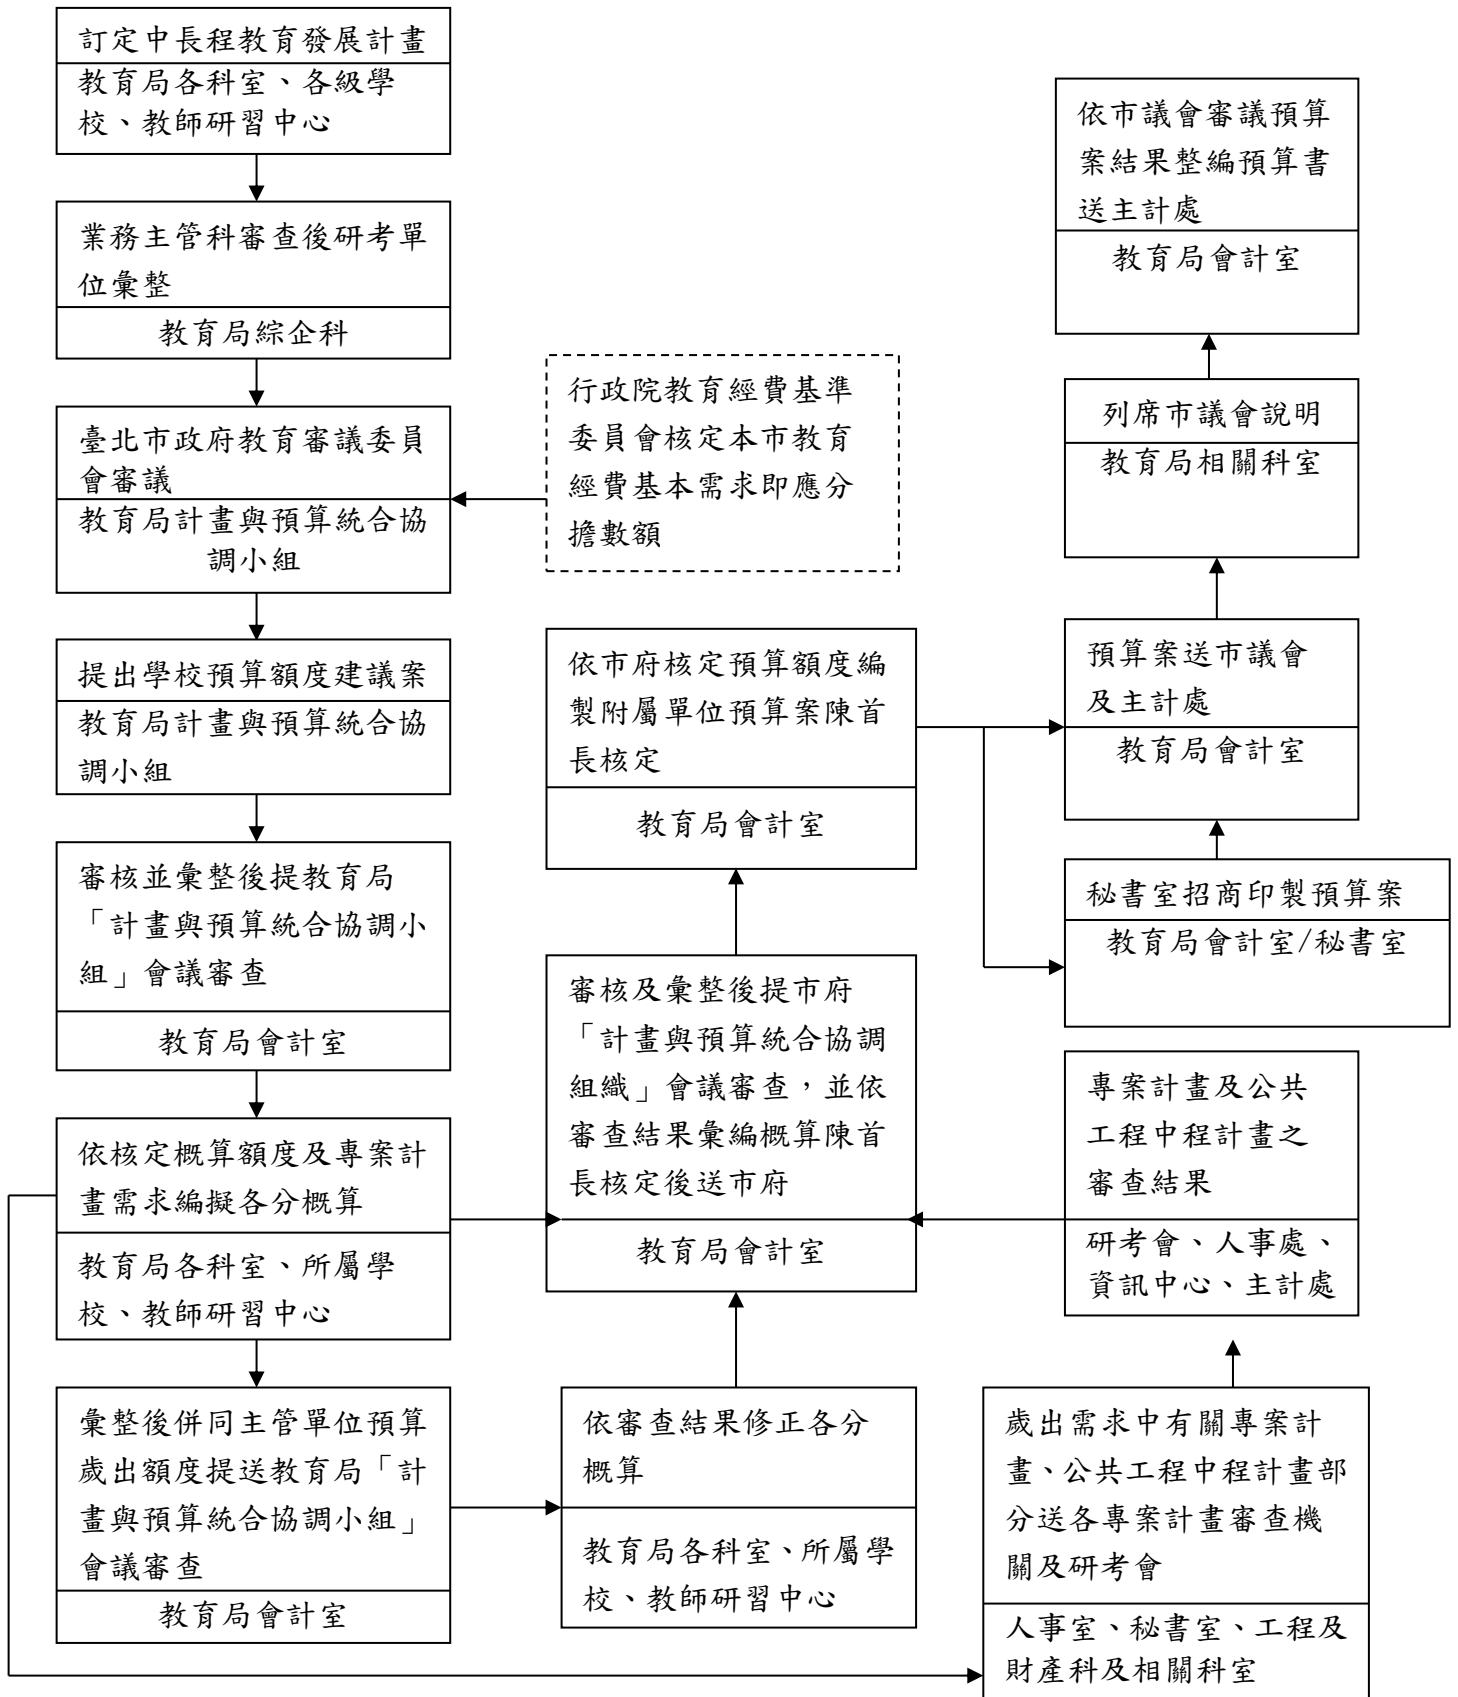 訂定中長程教育發展計畫
教育局各科室、各級學
校、教師研習中心
業務主管科審查後研考單
位彙整
教育局綜企科
臺北市政府教育審議委員
會審議
教育局計畫與預算統合協
調小組
行政院教育經費基準
委員會核定本市教育
經費基本需求即應分
擔數額
提出學校預算額度建議案
教育局計畫與預算統合協
調小組
審核並彙整後提教育局
「計畫與預算統合協調小
組」會議審查
教育局會計室
依核定概算額度及專案計
畫需求編擬各分概算
教育局各科室、所屬學
校、教師研習中心
彙整後併同主管單位預算
歲出額度提送教育局「計
畫與預算統合協調小組」
會議審查
教育局會計室
依審查結果修正各分
概算
教育局各科室、所屬學
校、教師研習中心
審核及彙整後提市府
「計畫與預算統合協調
組織」會議審查，並依
審查結果彙編概算陳首
長核定後送市府
教育局會計室
依市府核定預算額度編
製附屬單位預算案陳首
長核定
教育局會計室
依市議會審議預算
案結果整編預算書
送主計處
教育局會計室
列席市議會說明
教育局相關科室
預算案送市議會
及主計處
教育局會計室
秘書室招商印製預算案
教育局會計室/秘書室
專案計畫及公共
工程中程計畫之
審查結果
研考會、人事處、
資訊中心、主計處
歲出需求中有關專案計
畫、公共工程中程計畫部
分送各專案計畫審查機
關及研考會
人事室、秘書室、工程及
財產科及相關科室